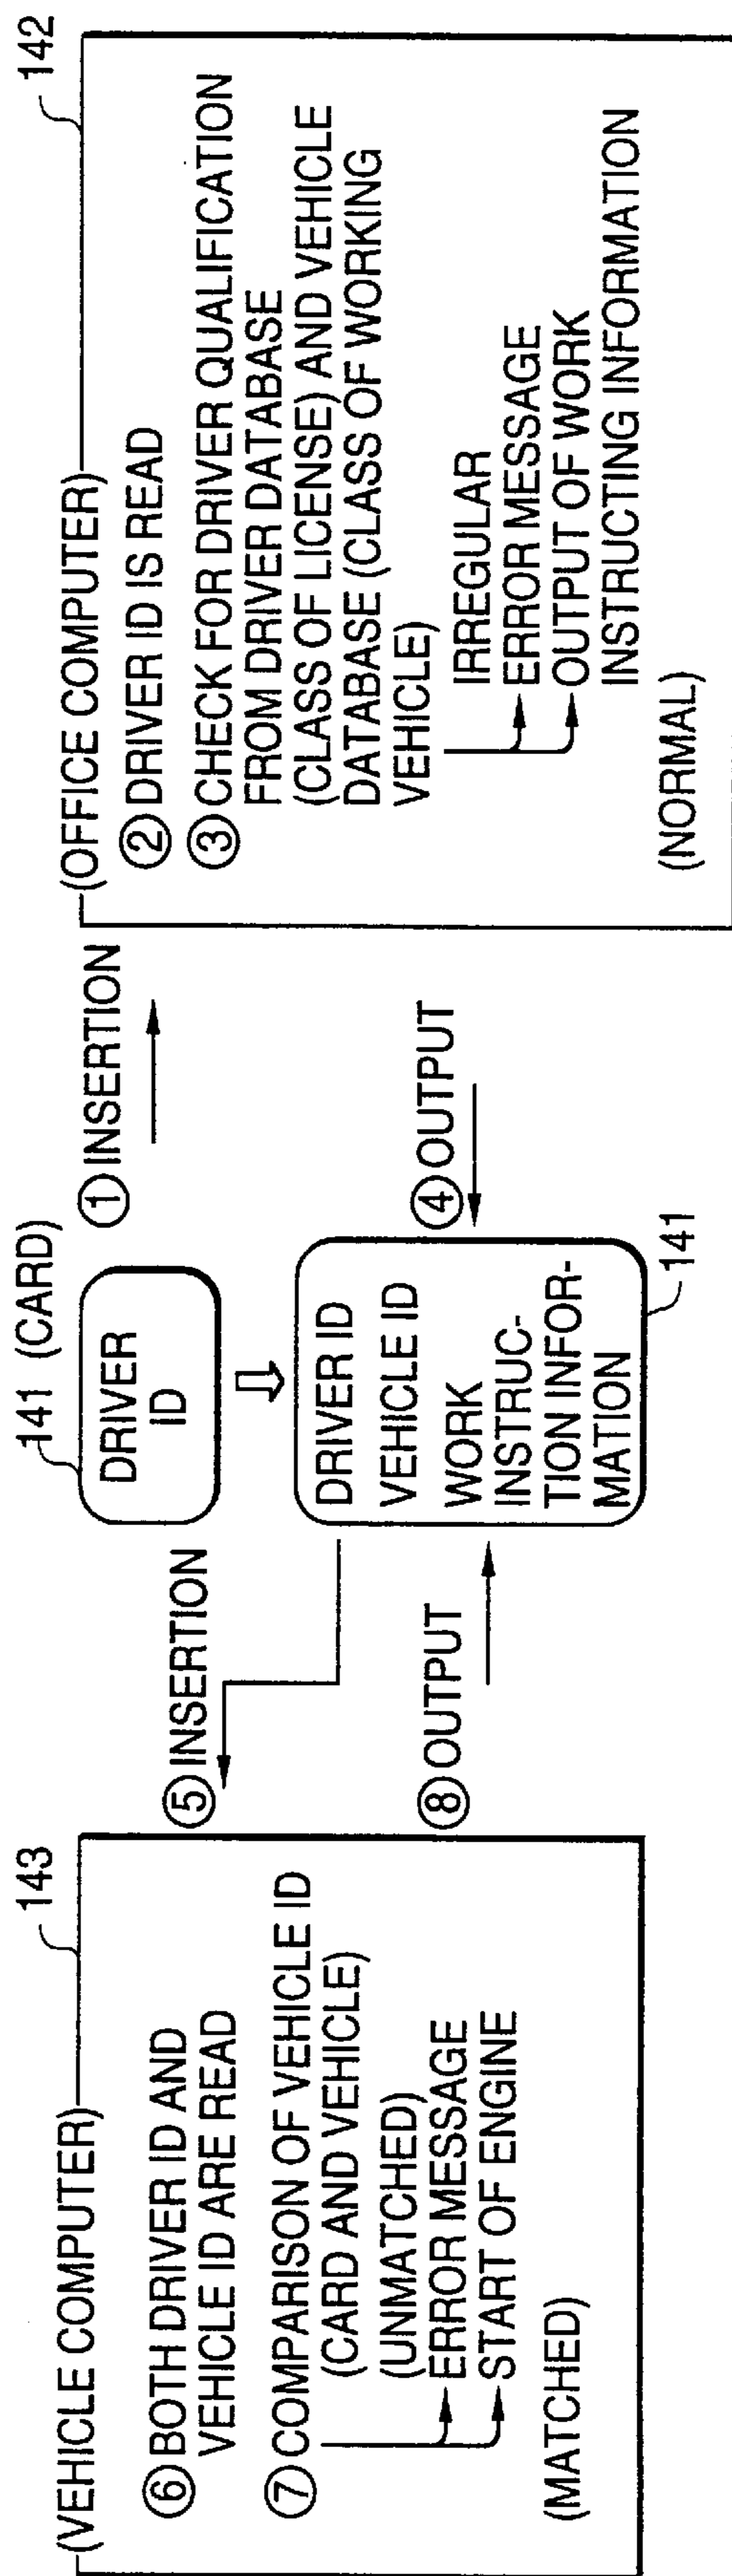 143
(VEHICLE COMPUTER)
⑥ BOTH DRIVER ID AND
VEHICLE ID ARE READ
⑦ COMPARISON OF VEHICLE ID
(CARD AND VEHICLE)
(UNMATCHED)
ERROR MESSAGE
START OF ENGINE
(MATCHED)
⑤ INSERTION
⑧ OUTPUT
141 (CARD)
DRIVER
ID
DRIVER ID
VEHICLE ID
WORK
INSTRUC-
TION INFOR-
MATION
141
① INSERTION
④ OUTPUT
142
(OFFICE COMPUTER)
② DRIVER ID IS READ
③ CHECK FOR DRIVER QUALIFICATION
FROM DRIVER DATABASE
(CLASS OF LICENSE) AND VEHICLE
DATABASE (CLASS OF WORKING
VEHICLE)
IRREGULAR
ERROR MESSAGE
OUTPUT OF WORK
INSTRUCTING INFORMATION
(NORMAL)